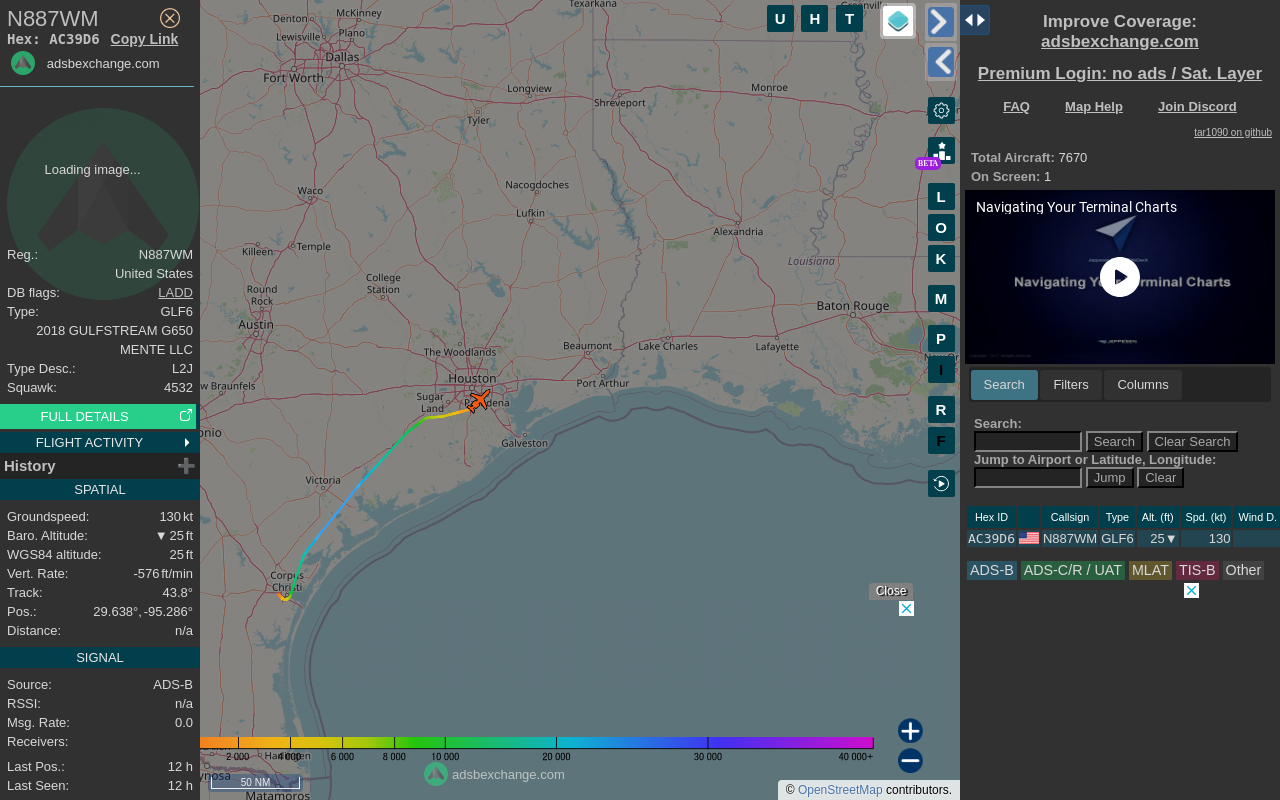 N887WM
Hex: AC39D6 Copy Link
adsbexchange.com
Loading image...
Reg.: N887WM
United States
DB flags: LADD
Type: GLF6
2018 GULFSTREAM G650
MENTE LLC
Type Desc.: L2J
Squawk: 4532
FULL DETAILS
FLIGHT ACTIVITY
History
SPATIAL
Groundspeed: 130 kt
Baro. Altitude: ▼ 25 ft
WGS84 altitude: 25 ft
Vert. Rate: -576 ft/min
Track: 43.8°
Pos.: 29.638°, -95.286°
Distance: n/a
SIGNAL
Source: ADS-B
RSSI: n/a
Msg. Rate: 0.0
Receivers:
Last Pos.: 12 h
Last Seen: 12 h
Texarkana
Greenville
Denton
McKinney
Lewisville
Plano
Dallas
Fort Worth
Longview
Monroe
Shreveport
Tyler
Waco
Nacogdoches
Lufkin
Alexandria
Killeen
Temple
Louisiana
College
Station
Round
Rock
Austin
Baton Rouge
The Woodlands
Beaumont
Lake Charles
Lafayette
Houston
Port Arthur
w Braunfels
Sugar
Land
Galveston
onio
Victoria
Corpus
Christi
Harlingen
ynosa
Matamoros
U
H
T
BETA
L
O
K
M
P
I
R
F
Close
2 000
4 000
6 000
8 000
10 000
20 000
30 000
40 000+
50 NM
adsbexchange.com
© OpenStreetMap contributors.
Improve Coverage:
adsbexchange.com
Premium Login: no ads / Sat. Layer
FAQ Map Help Join Discord
tar1090 on github
Total Aircraft: 7670
On Screen: 1
Navigating Your Terminal Charts
Navigating Your Terminal Charts
JEPPESEN
Search Filters Columns
Search:
Search Clear Search
Jump to Airport or Latitude, Longitude:
Jump Clear
Hex ID Callsign Type Alt. (ft) Spd. (kt) Wind D.
AC39D6 N887WM GLF6 25▼ 130
ADS-B ADS-C/R / UAT MLAT TIS-B Other